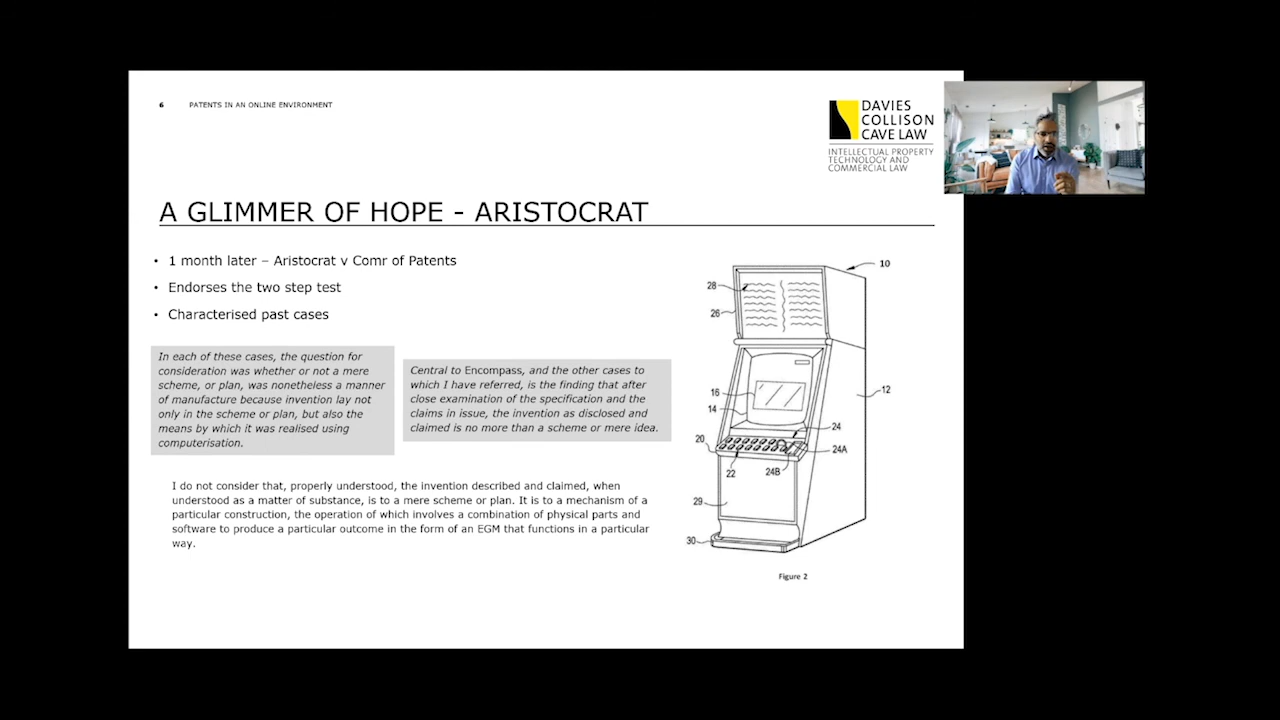 6 PATENTS IN AN ONLINE ENVIRONMENT
DAVIES
COLLISON
CAVE LAW
INTELLECTUAL PROPERTY
TECHNOLOGY AND
COMMERCIAL LAW
A GLIMMER OF HOPE - ARISTOCRAT
• 1 month later – Aristocrat v Comr of Patents
• Endorses the two step test
• Characterised past cases
In each of these cases, the question for
consideration was whether or not a mere
scheme, or plan, was nonetheless a manner
of manufacture because invention lay not
only in the scheme or plan, but also the
means by which it was realised using
computerisation.
Central to Encompass, and the other cases to
which I have referred, is the finding that after
close examination of the specification and the
claims in issue, the invention as disclosed and
claimed is no more than a scheme or mere idea.
I do not consider that, properly understood, the invention described and claimed, when
understood as a matter of substance, is to a mere scheme or plan. It is to a mechanism of a
particular construction, the operation of which involves a combination of physical parts and
software to produce a particular outcome in the form of an EGM that functions in a particular
way.
10
28
26
16
14
12
20
24
24A
22
24B
29
30
Figure 2